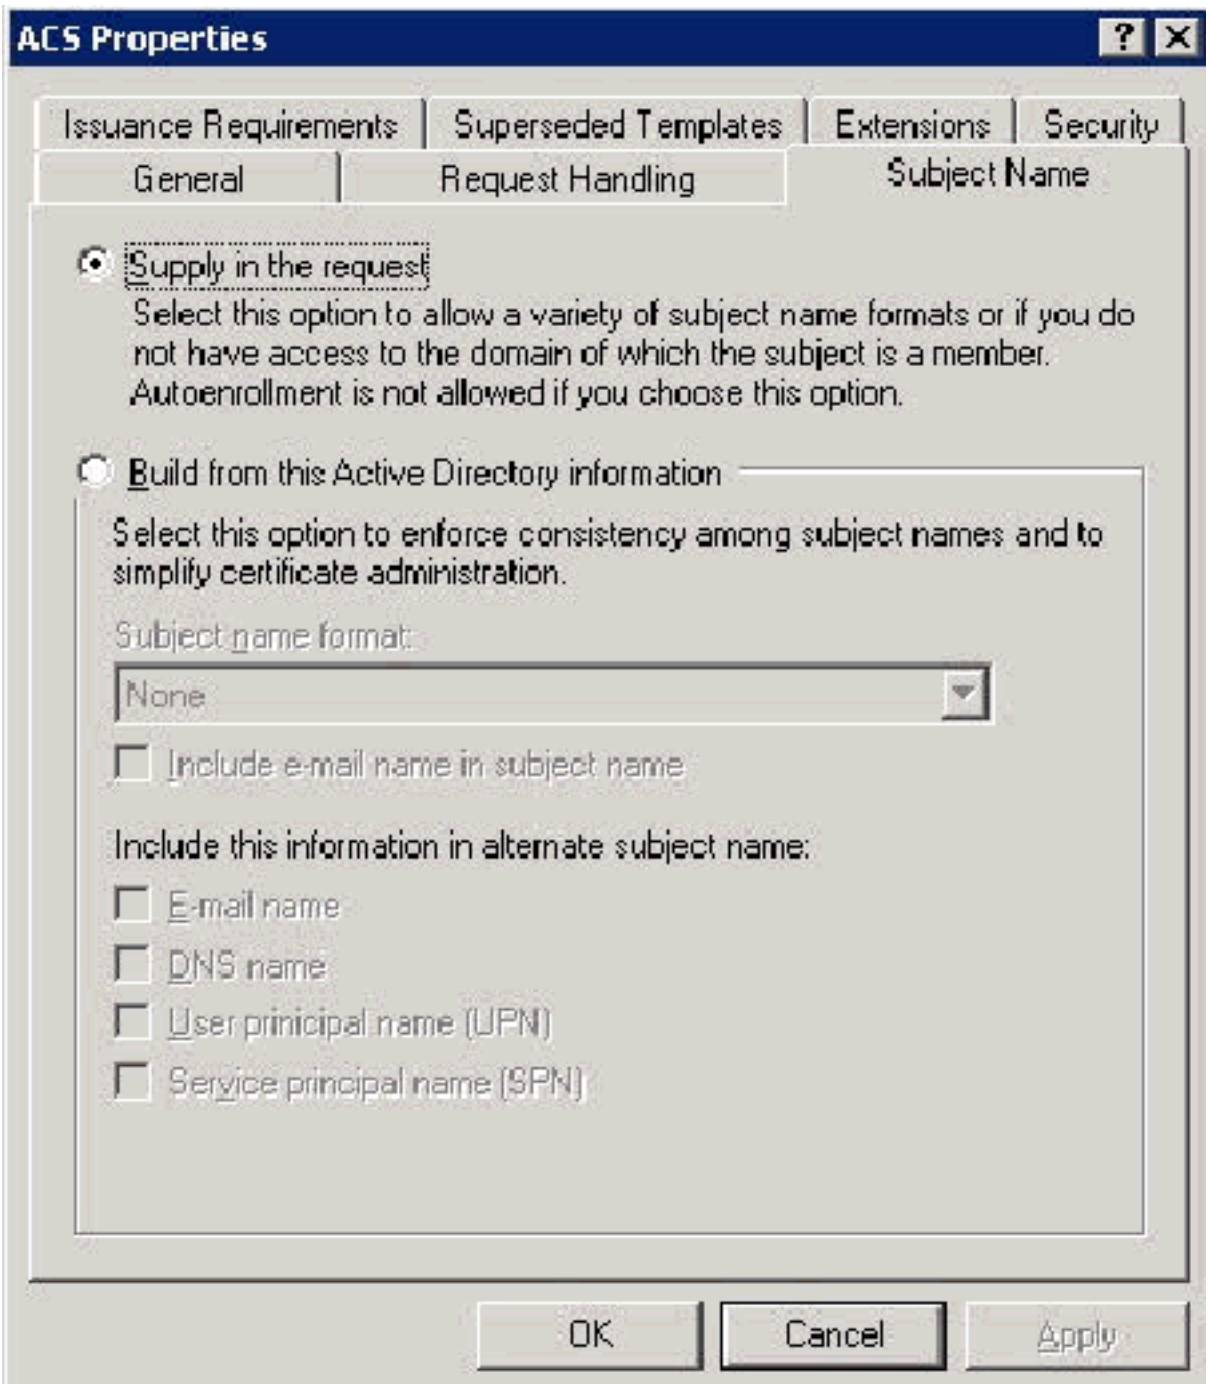 ACS Properties
Issuance Requirements
Superseded Templates
Extensions
Security
General
Request Handling
Subject Name
Supply in the request
Select this option to allow a variety of subject name formats or if you do
not have access to the domain of which the subject is a member.
Autoenrollment is not allowed if you choose this option.
Build from this Active Directory information
Select this option to enforce consistency among subject names and to
simplify certificate administration.
Subject name format:
None
Include e-mail name in subject name
Include this information in alternate subject name:
E-mail name
DNS name
User prinicipal name (UPN)
Service principal name (SPN)
OK
Cancel
Apply